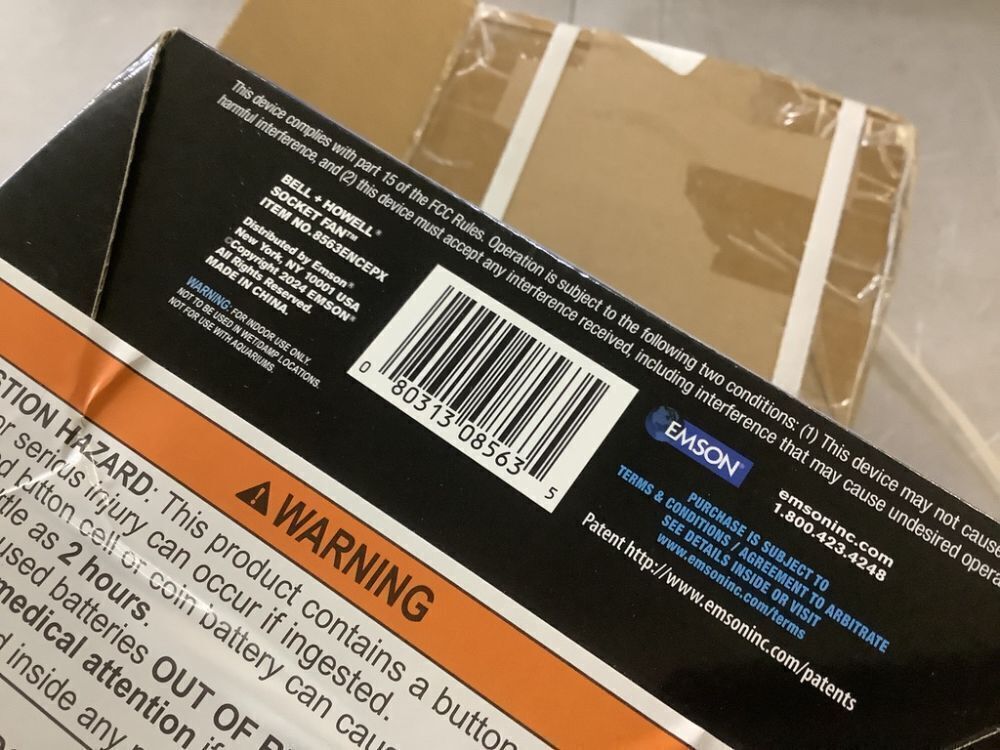 This device complies with part 15 of the FCC Rules. Operation is subject to the following two conditions: (1) This device may not cause
harmful interference, and (2) this device must accept any interference received, including interference that may cause undesired
BELL + HOWELL®
SOCKET FAN™
ITEM NO.8563ENCEPX
Distributed by Emson®
New York, NY 10001 USA
©Copyright 2024 EMSON®
All Rights Reserved.
MADE IN CHINA.
WARNING: FOR INDOOR USE ONLY
NOT TO BE USED IN WET/DAMP LOCATIONS.
NOT FOR USE WITH AQUARIUMS.
0 80313 08563 5
EMSON®
emsoninc.com
1.800.423.4248
PURCHASE IS SUBJECT TO
TERMS & CONDITIONS / AGREEMENT TO ARBITRATE
SEE DETAILS INSIDE OR VISIT
www.emsoninc.com/terms
Patent http://www.emsoninc.com/patents
WARNING
HAZARD: This product contains a button
serious injury can occur if ingested.
button cell or coin battery can
as 2 hours.
used batteries OUT OF
medical attention
inside any